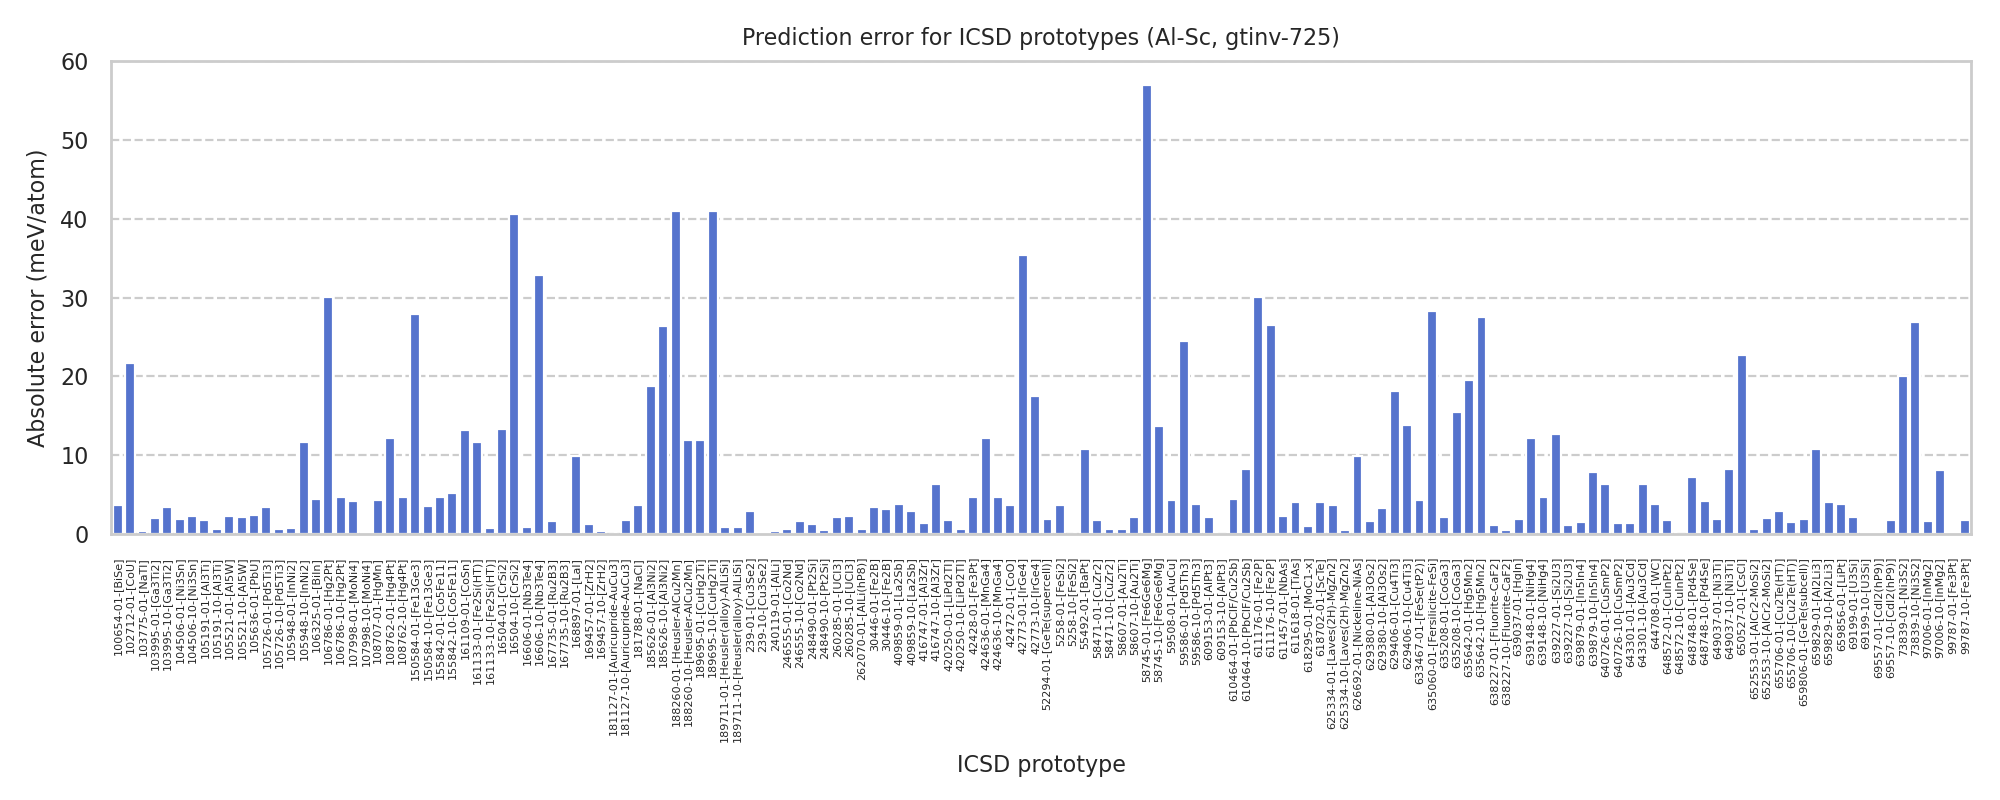 Prediction error for ICSD prototypes (Al-Sc, gtinv-725)
Absolute error (meV/atom)
60
50
40
30
20
10
0
100654-01-[BiSe]
102712-01-[CoU]
103775-01-[NaTl]
103995-01-[Ga3Ti2]
103995-10-[Ga3Ti2]
104506-01-[Ni3Sn]
104506-10-[Ni3Sn]
105191-01-[Al3Ti]
105191-10-[Al3Ti]
105521-01-[Al5W]
105521-10-[Al5W]
105636-01-[PbU]
105726-01-[Pd5Ti3]
105726-10-[Pd5Ti3]
105948-01-[InNi2]
105948-10-[InNi2]
106325-01-[BiIn]
106786-01-[Hg2Pt]
106786-10-[Hg2Pt]
107998-01-[MoNi4]
107998-10-[MoNi4]
108707-01-[HgMn]
108762-01-[Hg4Pt]
108762-10-[Hg4Pt]
150584-01-[Fe13Ge3]
150584-10-[Fe13Ge3]
155842-01-[Co5Fe11]
155842-10-[Co5Fe11]
161109-01-[CoSn]
161133-01-[Fe2Si(HT)]
161133-10-[Fe2Si(HT)]
16504-01-[CrSi2]
16504-10-[CrSi2]
16606-01-[Nb3Te4]
16606-10-[Nb3Te4]
167735-01-[Ru2B3]
167735-10-[Ru2B3]
168897-01-[LaI]
169457-01-[ZrH2]
169457-10-[ZrH2]
181127-01-[Auricupride-AuCu3]
181127-10-[Auricupride-AuCu3]
181788-01-[NaCl]
185626-01-[Al3Ni2]
185626-10-[Al3Ni2]
188260-01-[Heusler-AlCu2Mn]
188260-10-[Heusler-AlCu2Mn]
189695-01-[CuHg2Ti]
189695-10-[CuHg2Ti]
189711-01-[Heusler(alloy)-AlLiSi]
189711-10-[Heusler(alloy)-AlLiSi]
239-01-[Cu3Se2]
239-10-[Cu3Se2]
240119-01-[AlLi]
246555-01-[Co2Nd]
246555-10-[Co2Nd]
248490-01-[Pt2Si]
248490-10-[Pt2Si]
260285-01-[UCl3]
260285-10-[UCl3]
262070-01-[AlLi(hP8)]
30446-01-[Fe2B]
30446-10-[Fe2B]
409859-01-[La2Sb]
409859-10-[La2Sb]
416747-01-[Al3Zr]
416747-10-[Al3Zr]
420250-01-[LiPd2Tl]
420250-10-[LiPd2Tl]
42428-01-[Fe3Pt]
424636-01-[MnGa4]
424636-10-[MnGa4]
42472-01-[CoO]
42773-01-[IrGe4]
42773-10-[IrGe4]
52294-01-[GeTe(supercell)]
5258-01-[FeSi2]
5258-10-[FeSi2]
55492-01-[BaPt]
58471-01-[CuZr2]
58471-10-[CuZr2]
58607-01-[Au2Ti]
58607-10-[Au2Ti]
58745-01-[Fe6Ge6Mg]
58745-10-[Fe6Ge6Mg]
59508-01-[AuCu]
59586-01-[Pd5Th3]
59586-10-[Pd5Th3]
609153-01-[AlPt3]
609153-10-[AlPt3]
610464-01-[PbClF/Cu2Sb]
610464-10-[PbClF/Cu2Sb]
611176-01-[Fe2P]
611176-10-[Fe2P]
611457-01-[NbAs]
611618-01-[TiAs]
618295-01-[MoC1-x]
618702-01-[ScTe]
625334-01-[Laves(2H)-MgZn2]
625334-10-[Laves(2H)-MgZn2]
626692-01-[Nickeline-NiAs]
629380-01-[Al3Os2]
629380-10-[Al3Os2]
629406-01-[Cu4Ti3]
629406-10-[Cu4Ti3]
633467-01-[FeSe(tP2)]
635060-01-[Fersilicite-FeSi]
635208-01-[CoGa3]
635208-10-[CoGa3]
635642-01-[Hg5Mn2]
635642-10-[Hg5Mn2]
638227-01-[Fluorite-CaF2]
638227-10-[Fluorite-CaF2]
639037-01-[HgIn]
639148-01-[NiHg4]
639148-10-[NiHg4]
639227-01-[Si2U3]
639227-10-[Si2U3]
639879-01-[In5In4]
639879-10-[In5In4]
640726-01-[CuSmP2]
640726-10-[CuSmP2]
643301-01-[Au3Cd]
643301-10-[Au3Cd]
644708-01-[WC]
648572-01-[CuInPt2]
648572-10-[CuInPt2]
648748-01-[Pd4Se]
648748-10-[Pd4Se]
649037-01-[Ni3Ti]
649037-10-[Ni3Ti]
650527-01-[CsCl]
652553-01-[AlCr2-MoSi2]
652553-10-[AlCr2-MoSi2]
655706-01-[Cu2Te(HT)]
655706-10-[Cu2Te(HT)]
659806-01-[GeTe(subcell)]
659829-01-[Al2Li3]
659829-10-[Al2Li3]
659856-01-[LiPt]
69199-01-[U3Si]
69199-10-[U3Si]
69557-01-[CdI2(hP9)]
69557-10-[CdI2(hP9)]
73839-01-[Ni3S2]
73839-10-[Ni3S2]
97006-01-[InMg2]
97006-10-[InMg2]
99787-01-[Fe3Pt]
99787-10-[Fe3Pt]
ICSD prototype